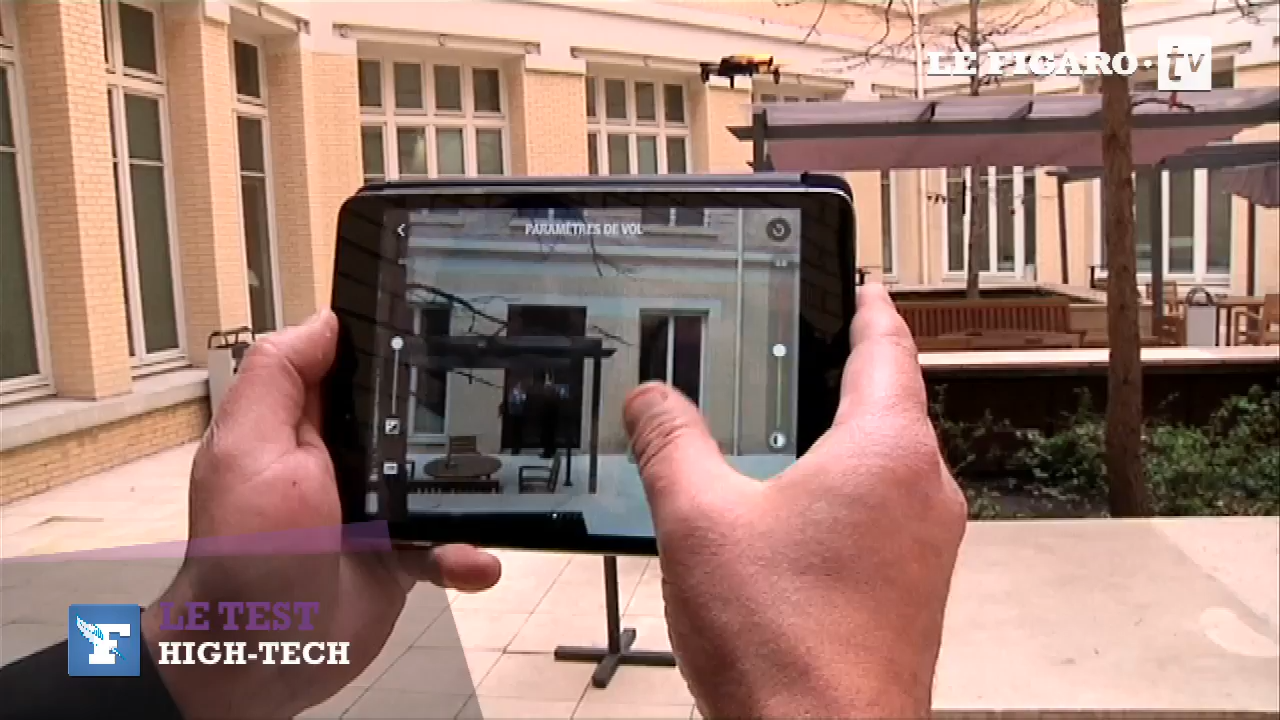 LE FIGARO·tv
PARAMÈTRES DE VOL
F
LE TEST
HIGH-TECH